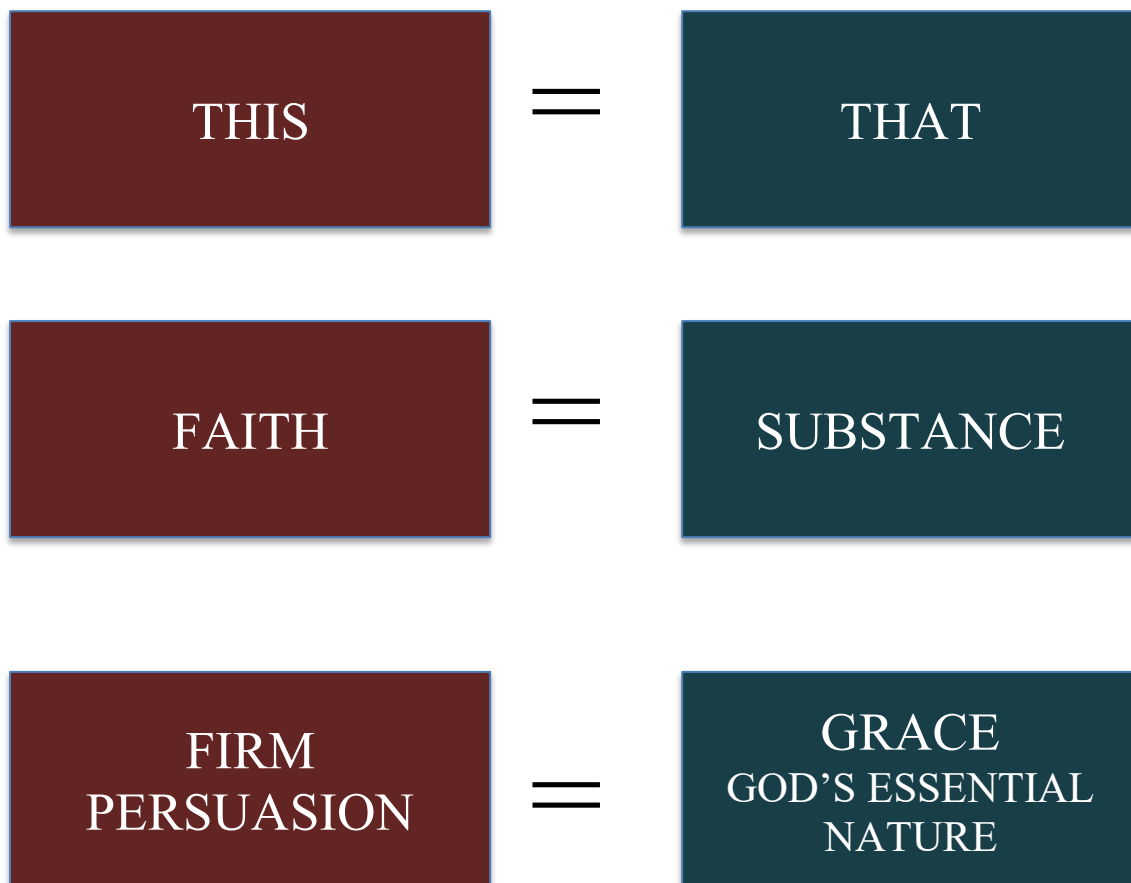 THIS = THAT
FAITH = SUBSTANCE
FIRM
PERSUASION
=
GRACE
GOD’S ESSENTIAL
NATURE